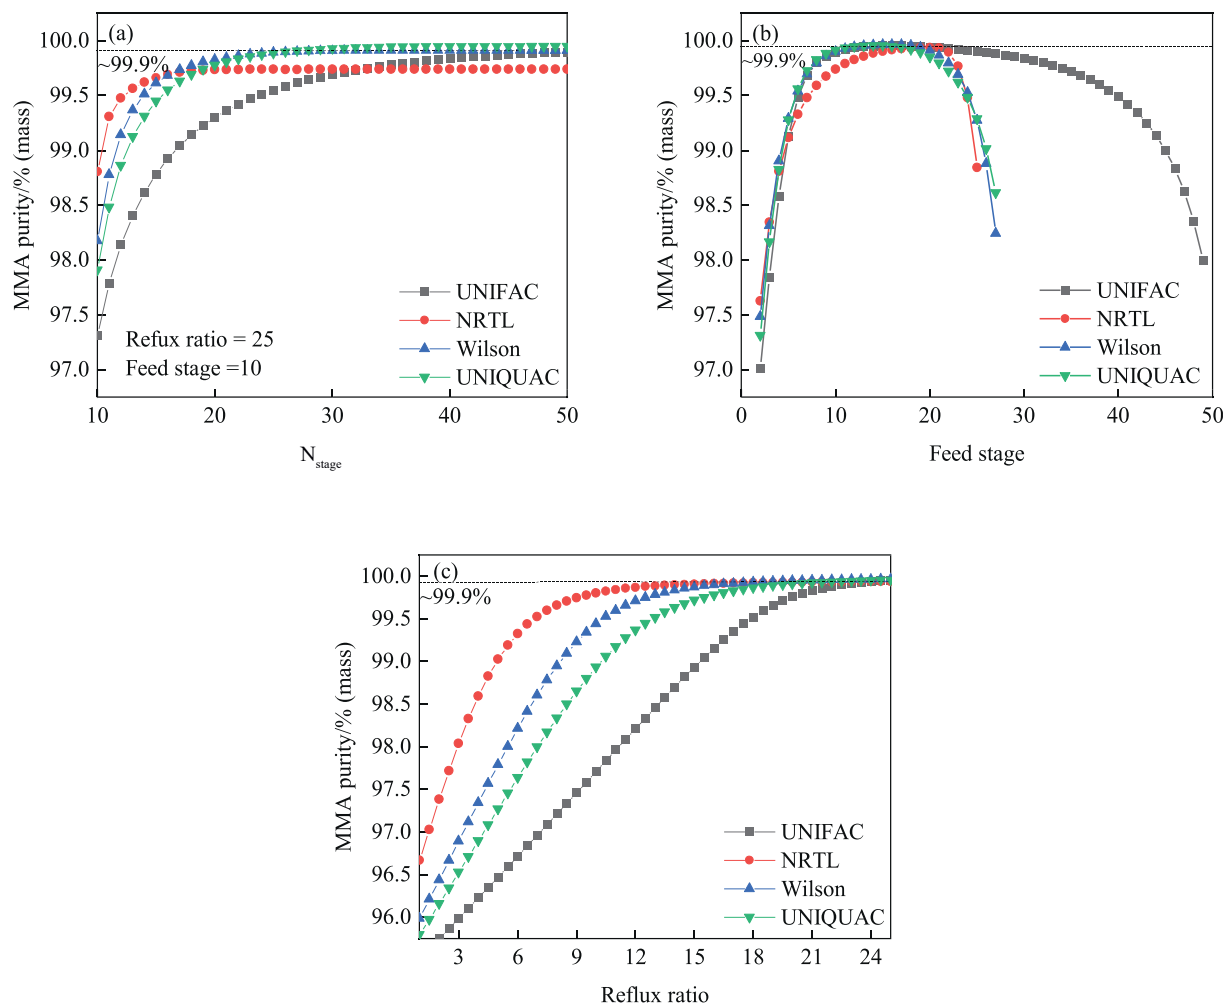 (a)
100.0
99.5
99.0
98.5
98.0
97.5
97.0
~99.9%
MMA purity/% (mass)
UNIFAC
NRTL
Wilson
UNIQUAC
Refux ratio = 25
Feed stage =10
10 20 30 40 50
N_stage
(b)
100.0
99.5
99.0
98.5
98.0
97.5
97.0
~99.9%
MMA purity/% (mass)
UNIFAC
NRTL
Wilson
UNIQUAC
0 10 20 30 40 50
Feed stage
(c)
100.0
99.5
99.0
98.5
98.0
97.5
97.0
96.5
96.0
~99.9%
MMA purity/% (mass)
UNIFAC
NRTL
Wilson
UNIQUAC
3 6 9 12 15 18 21 24
Reflux ratio